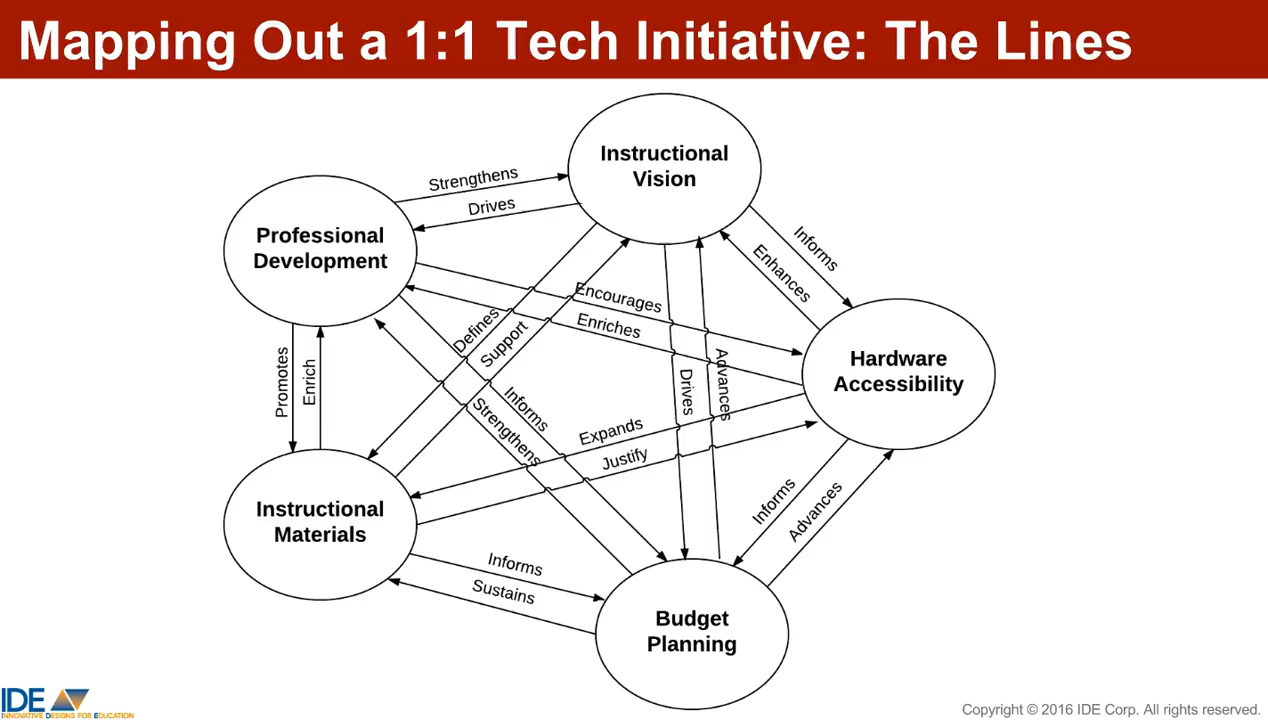 Mapping Out a 1:1 Tech Initiative: The Lines
Instructional
Vision
Strengthens
Drives
Professional
Development
Informs
Enhances
Encourages
Enriches
Defines
Support
Promotes
Enrich
Drives
Advances
Hardware
Accessibility
Informs
Strengthens
Expands
Justify
Instructional
Materials
Informs
Advances
Informs
Sustains
Budget
Planning
IDE
INNOVATIVE DESIGNS FOR EDUCATION
Copyright © 2016 IDE Corp. All rights reserved.